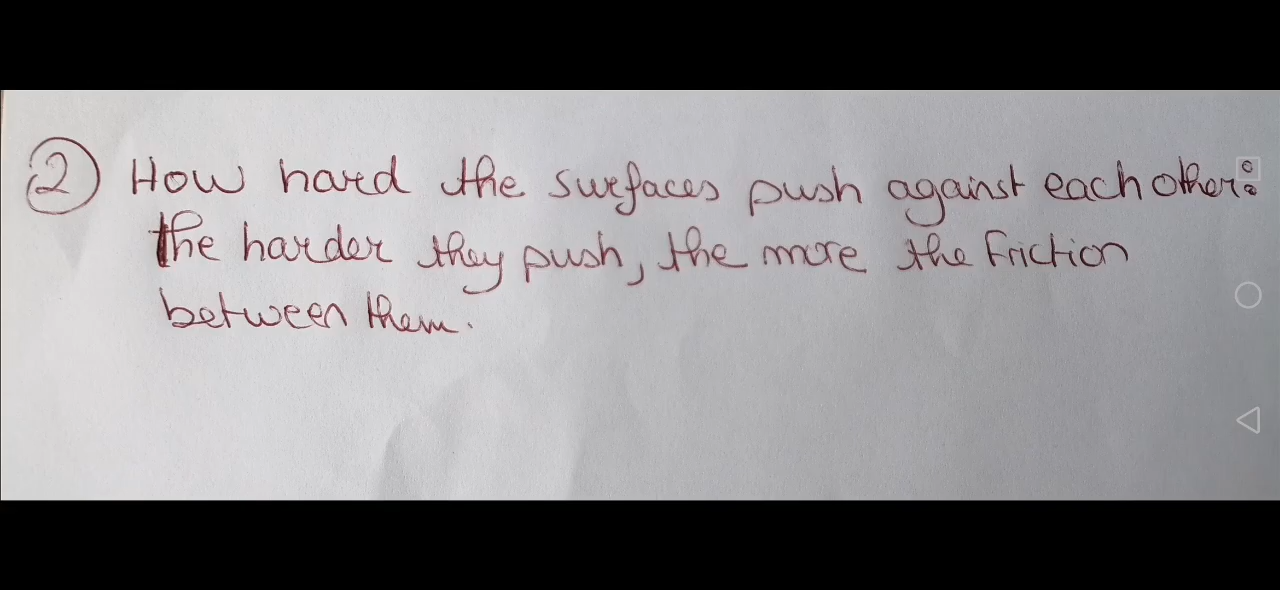 ② How hard the surfaces push against each other:
the harder they push, the more the friction
between them.